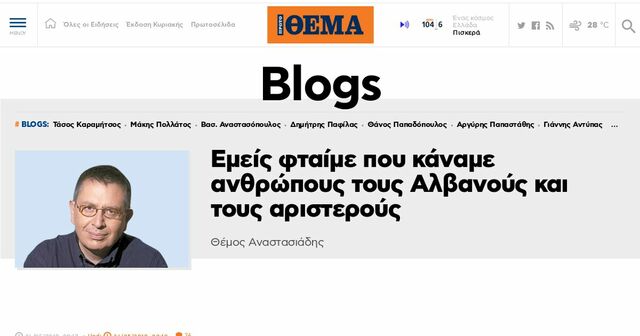 Όλες οι Ειδήσεις Έκδοση Κυριακής Πρωτοσέλιδα
ΠΡΩΤΟ ΘΕΜΑ
104,6
Ένας κόσμος
Ελλάδα
Πισκερά
28 °C
ΜΕΝΟΥ
Blogs
# BLOGS: Τάσος Καραμήτσος • Μάκης Πολλάτος • Βασ. Αναστασόπουλος • Δημήτρης Παφίλας • Θάνος Παπαδόπουλος • Αργύρης Παπαστάθης • Γιάννης Αντύπας ...
Εμείς φταίμε που κάναμε
ανθρώπους τους Αλβανούς και
τους αριστερούς
Θέμος Αναστασιάδης